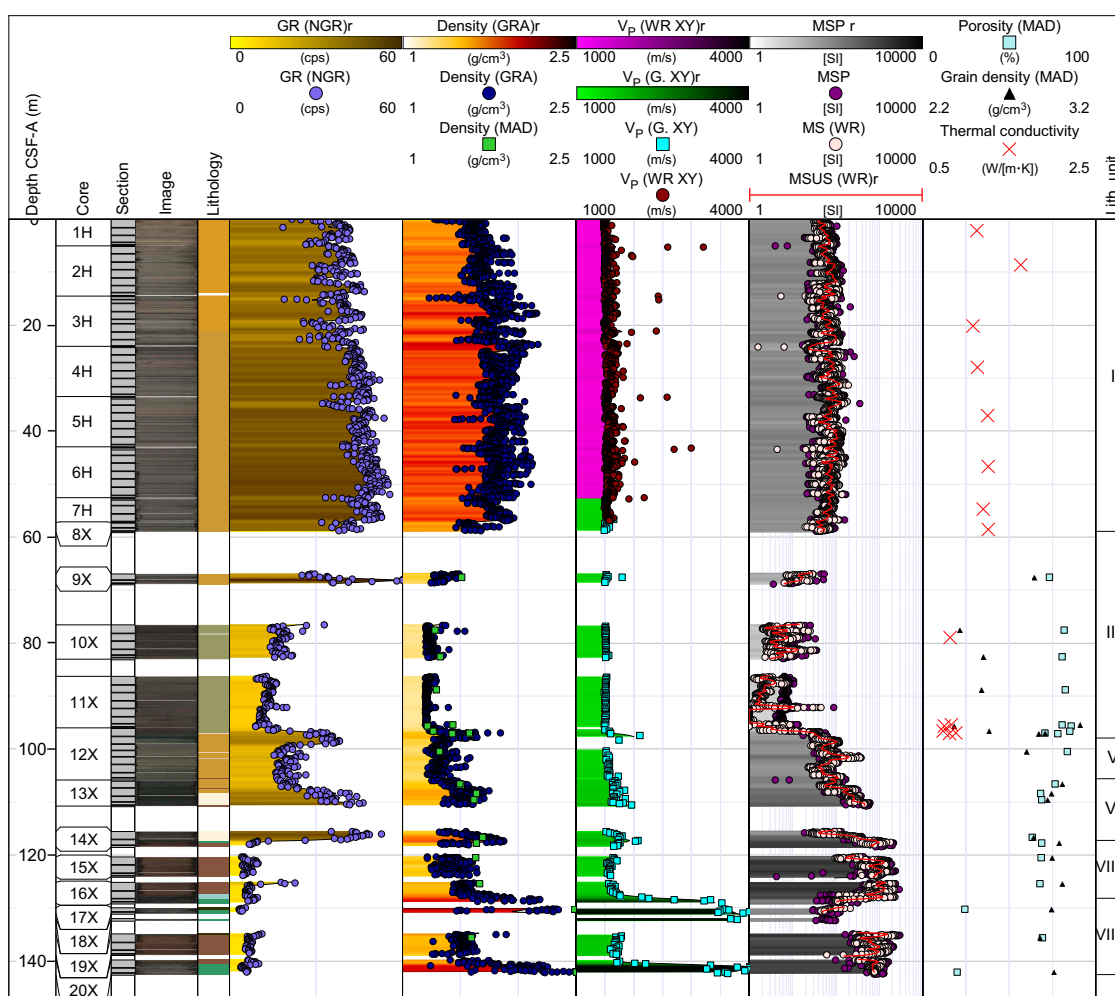 GR (NGR)r Density (GRA)r VP (WR XY)r MSP r Porosity (MAD)
0 (cps) 60 1 (g/cm³) 2.5 1000 (m/s) 4000 1 [SI] 10000 0 (%) 100
GR (NGR) Density (GRA) VP (G. XY)r MSP Grain density (MAD)
0 (cps) 60 1 (g/cm³) 2.5 1000 (m/s) 4000 1 [SI] 10000 2.2 (g/cm³) 3.2
Density (MAD) VP (G. XY) MS (WR) Thermal conductivity
1 (g/cm³) 2.5 1000 (m/s) 4000 1 [SI] 10000 0.5 (W/[m•K]) 2.5
VP (WR XY) MSUS (WR)r
1000 (m/s) 4000 1 [SI] 10000
Depth CSF-A (m)
Core
Section
Image
Lithology
Lith. unit
1H
2H
20
3H
4H
I
40
5H
6H
7H
60
8X
9X
80
10X
II
11X
100
12X
V
13X
V
120
14X
15X
VII
16X
17X
18X
VII
140
19X
20X